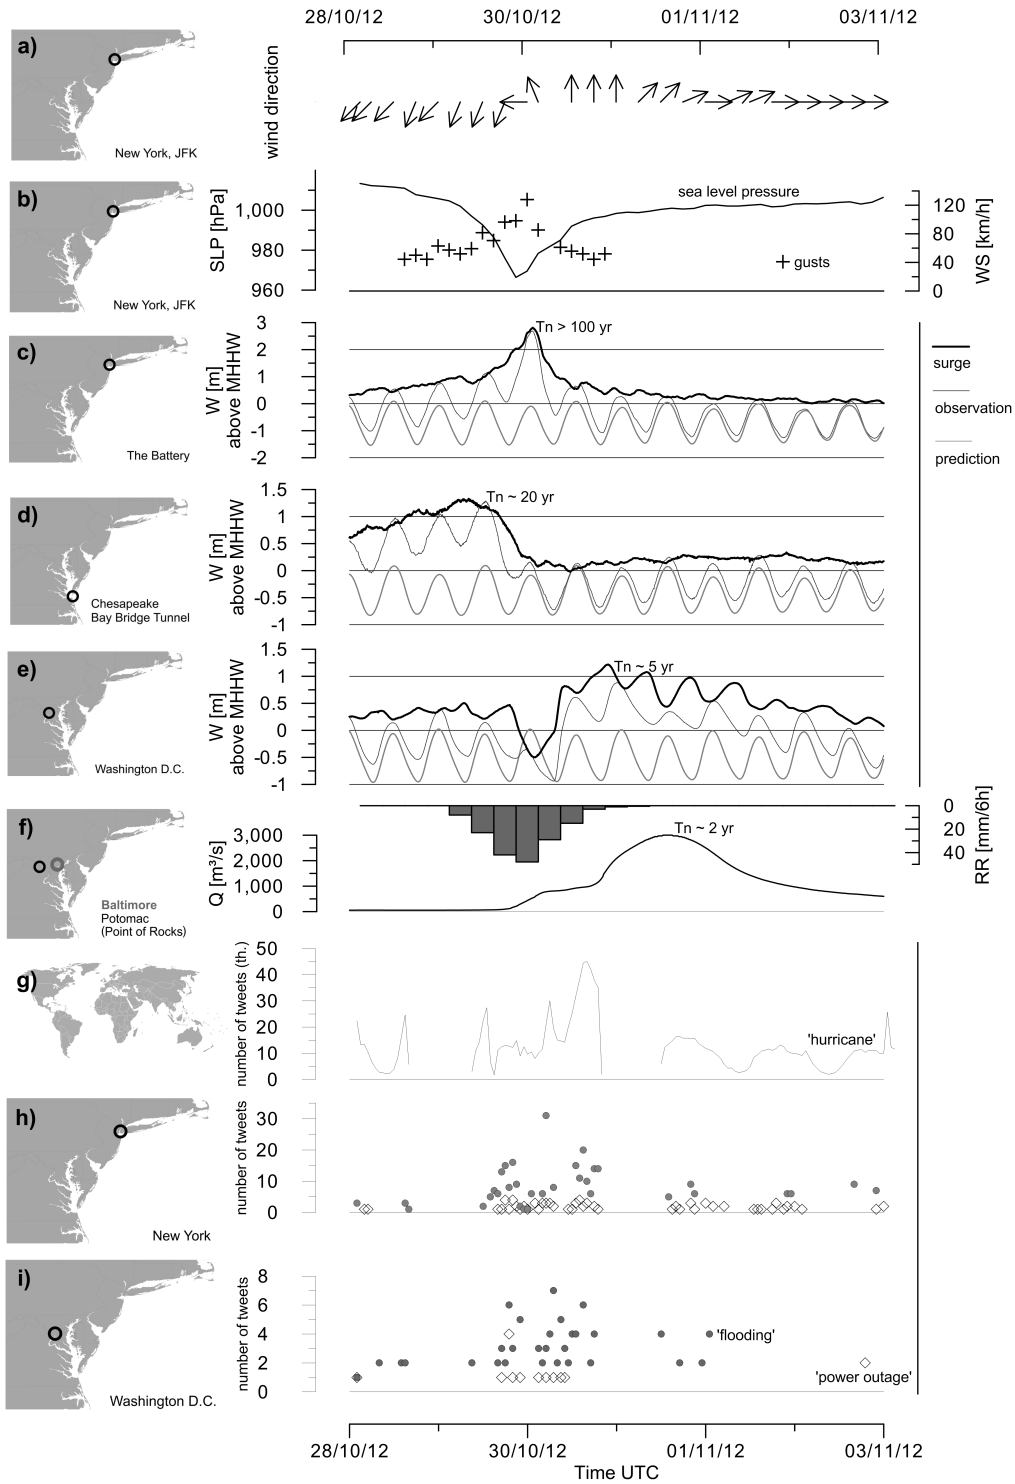 28/10/12 30/10/12 01/11/12 03/11/12
a)
wind direction
New York, JFK
b)
SLP [hPa]
1,000
980
960
sea level pressure
gusts
120
80
40
0
WS [km/h]
New York, JFK
c)
W [m]
above MHHW
3
2
1
0
-1
-2
Tn > 100 yr
surge
observation
prediction
The Battery
d)
W [m]
above MHHW
1.5
1
0.5
0
-0.5
-1
Tn ~ 20 yr
Chesapeake
Bay Bridge Tunnel
e)
W [m]
above MHHW
1.5
1
0.5
0
-0.5
-1
Tn ~ 5 yr
Washington D.C.
f)
Q [m³/s]
3,000
2,000
1,000
0
Tn ~ 2 yr
0
20
40
RR [mm/6h]
Baltimore
Potomac
(Point of Rocks)
g)
number of tweets (th.)
50
40
30
20
10
0
'hurricane'
h)
number of tweets
30
20
10
0
New York
i)
number of tweets
8
6
4
2
0
'flooding'
'power outage'
Washington D.C.
28/10/12 30/10/12 01/11/12 03/11/12
Time UTC